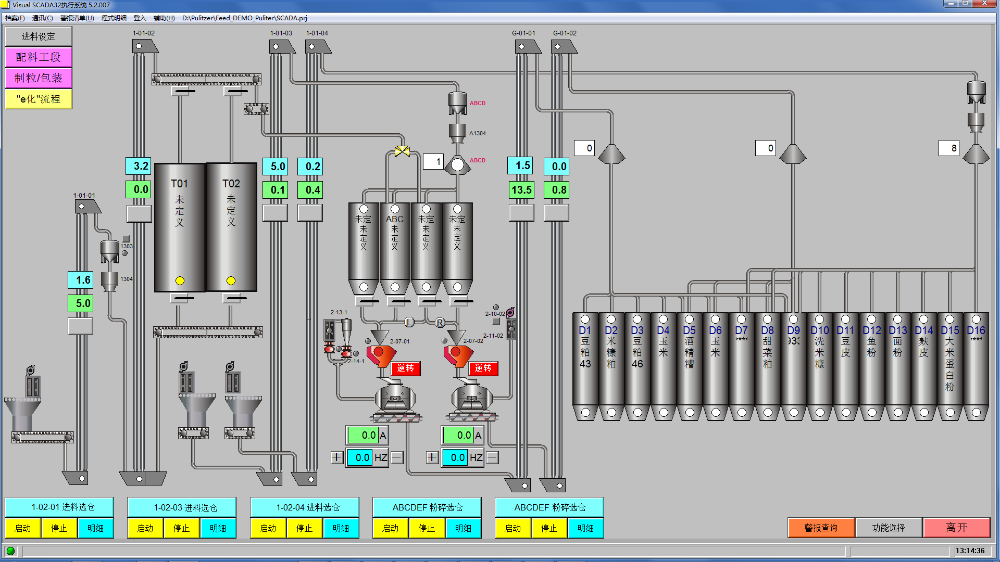 Visual SCADA32执行系统 5.2.007
档案(F) 通讯(C) 警报清单(U) 程式明细 登入 辅助(H) D:\Pulitzer\Feed_DEMO_Puliter\SCADA.prj
进料设定
配料工段
制粒/包装
"e化"流程
1-01-02
1-01-03
1-01-04
G-01-01
G-01-02
ABCD
A1304
ABCD
0
0
8
1
3.2
0.0
5.0
0.1
0.2
0.4
1.5
13.5
0.0
0.8
T01
未定义
T02
未定义
1-01-01
1303
1304
1.6
5.0
未定
未定义
ABC
未定义
未定
未定义
未定
未定义
L
R
2-13-1
2-14-1
2-07-01
2-07-02
2-10-02
2-11-02
逆转
逆转
D1
豆粕43
D2
米糠粕
D3
豆粕46
D4
玉米
D5
酒精糟
D6
玉米
D7
****
D8
甜菜粕
D9
933
D10
洗米糠
D11
豆皮
D12
鱼粉
D13
面粉
D14
麸皮
D15
大米蛋白粉
D16
****
0.0 A
+ 0.0 HZ —
0.0 A
+ 0.0 HZ —
1-02-01 进料选仓
启动 停止 明细
1-02-03 进料选仓
启动 停止 明细
1-02-04 进料选仓
启动 停止 明细
ABCDEF 粉碎选仓
启动 停止 明细
ABCDEF 粉碎选仓
启动 停止 明细
警报查询 功能选择 离开
13:14:36